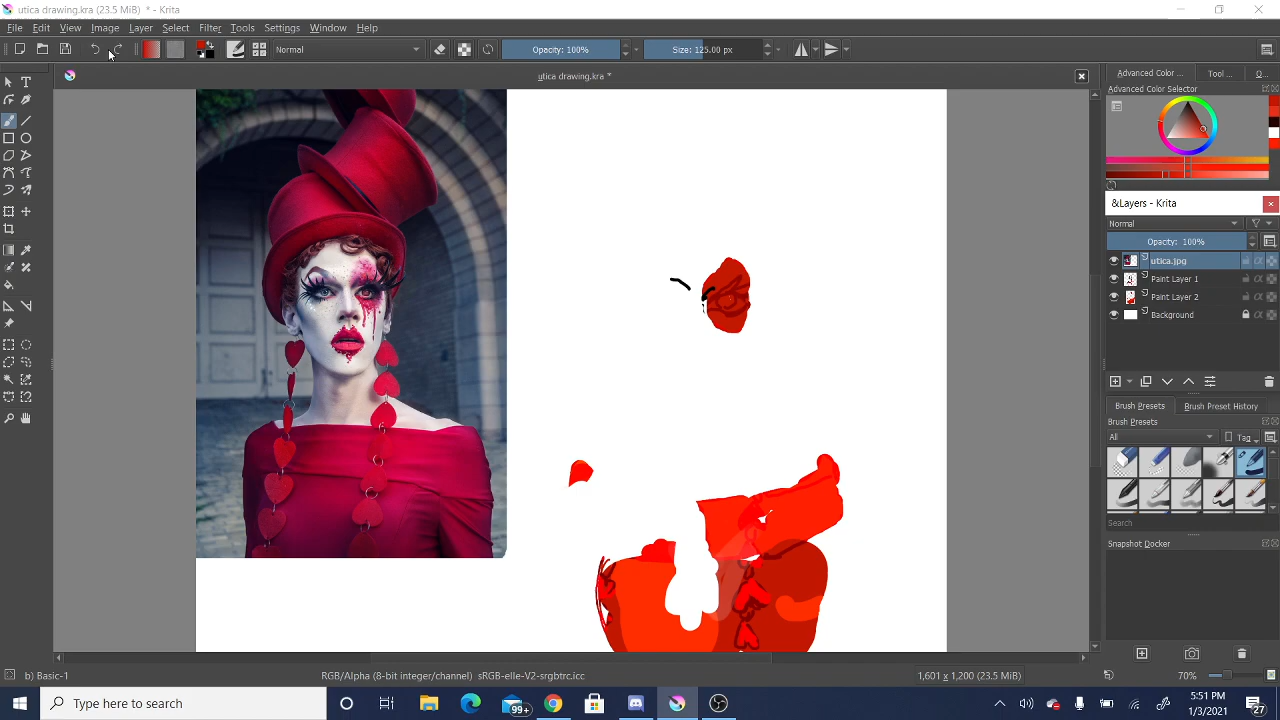 utica drawing.kra (23.5 MiB) * - Krita
File Edit View Image Layer Select Filter Tools Settings Window Help
Normal Opacity: 100% Size: 125.00 px
utica drawing.kra *
Advanced Color ... Tool ... O...
Advanced Color Selector
&Layers - Krita
Normal
Opacity: 100%
utica.jpg
Paint Layer 1
Paint Layer 2
Background
Brush Presets Brush Preset History
Brush Presets
All Tag
Search
Snapshot Docker
b) Basic-1 RGB/Alpha (8-bit integer/channel) sRGB-elle-V2-srgbtrc.icc 1,601 x 1,200 (23.5 MiB) 70%
Type here to search
99+
5:51 PM
1/3/2021
27